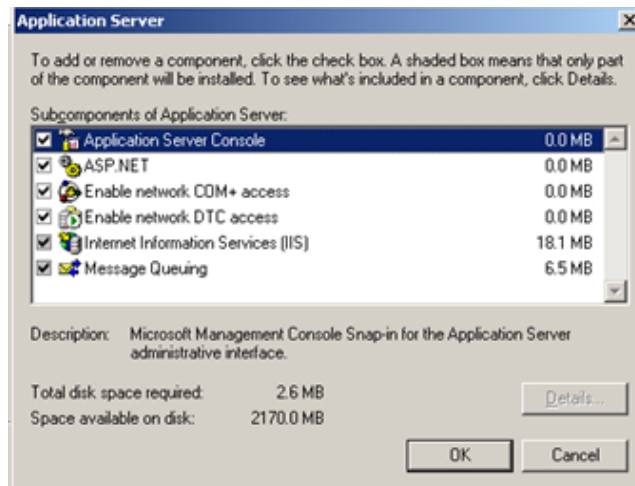 Application Server
To add or remove a component, click the check box. A shaded box means that only part
of the component will be installed. To see what's included in a component, click Details.
Subcomponents of Application Server:
Application Server Console 0.0 MB
ASP.NET 0.0 MB
Enable network COM+ access 0.0 MB
Enable network DTC access 0.0 MB
Internet Information Services (IIS) 18.1 MB
Message Queuing 6.5 MB
Description: Microsoft Management Console Snap-in for the Application Server
administrative interface.
Total disk space required: 2.6 MB
Space available on disk: 2170.0 MB
Details...
OK Cancel